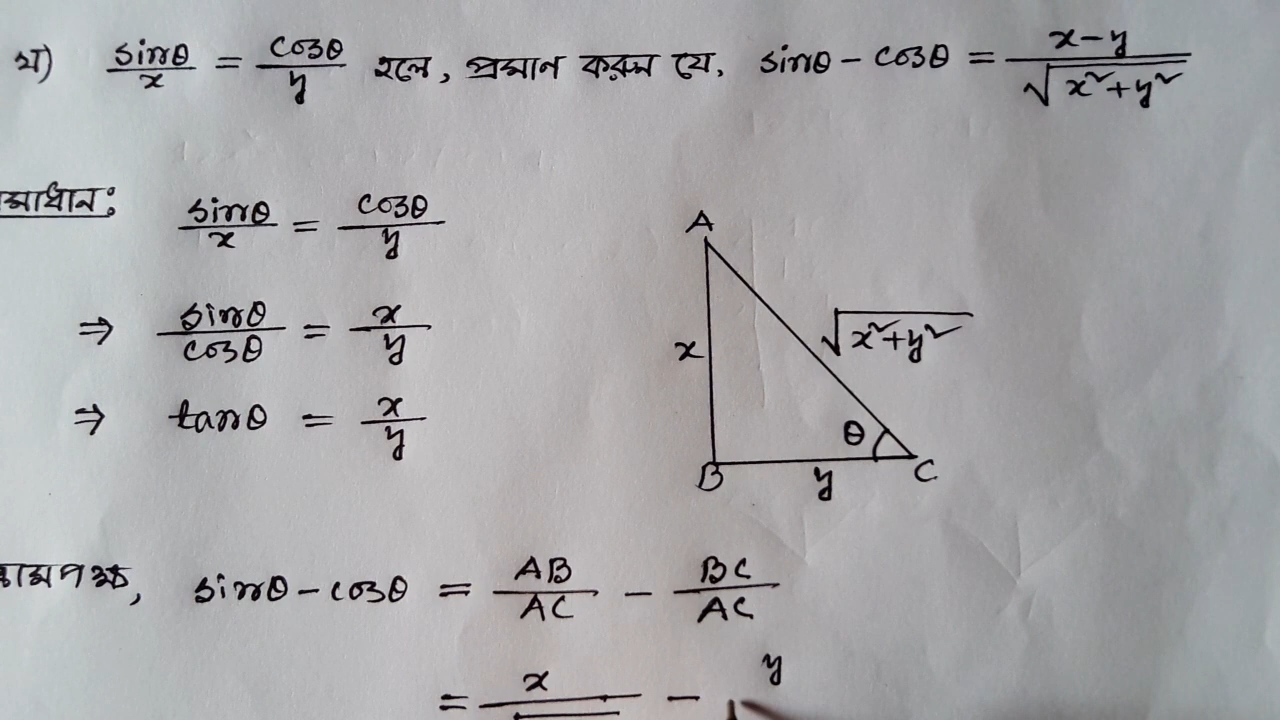 থ) sinθ/x = cosθ/y হলে, প্রমান করুন যে, sinθ - cosθ = x-y/√x²+y²
মাধান:
sinθ/x = cosθ/y
⇒ sinθ/cosθ = x/y
⇒ tanθ = x/y
A
x
√x²+y²
θ
B
y
C
বামপক্ষ, sinθ - cosθ = AB/AC - BC/AC
= x - y